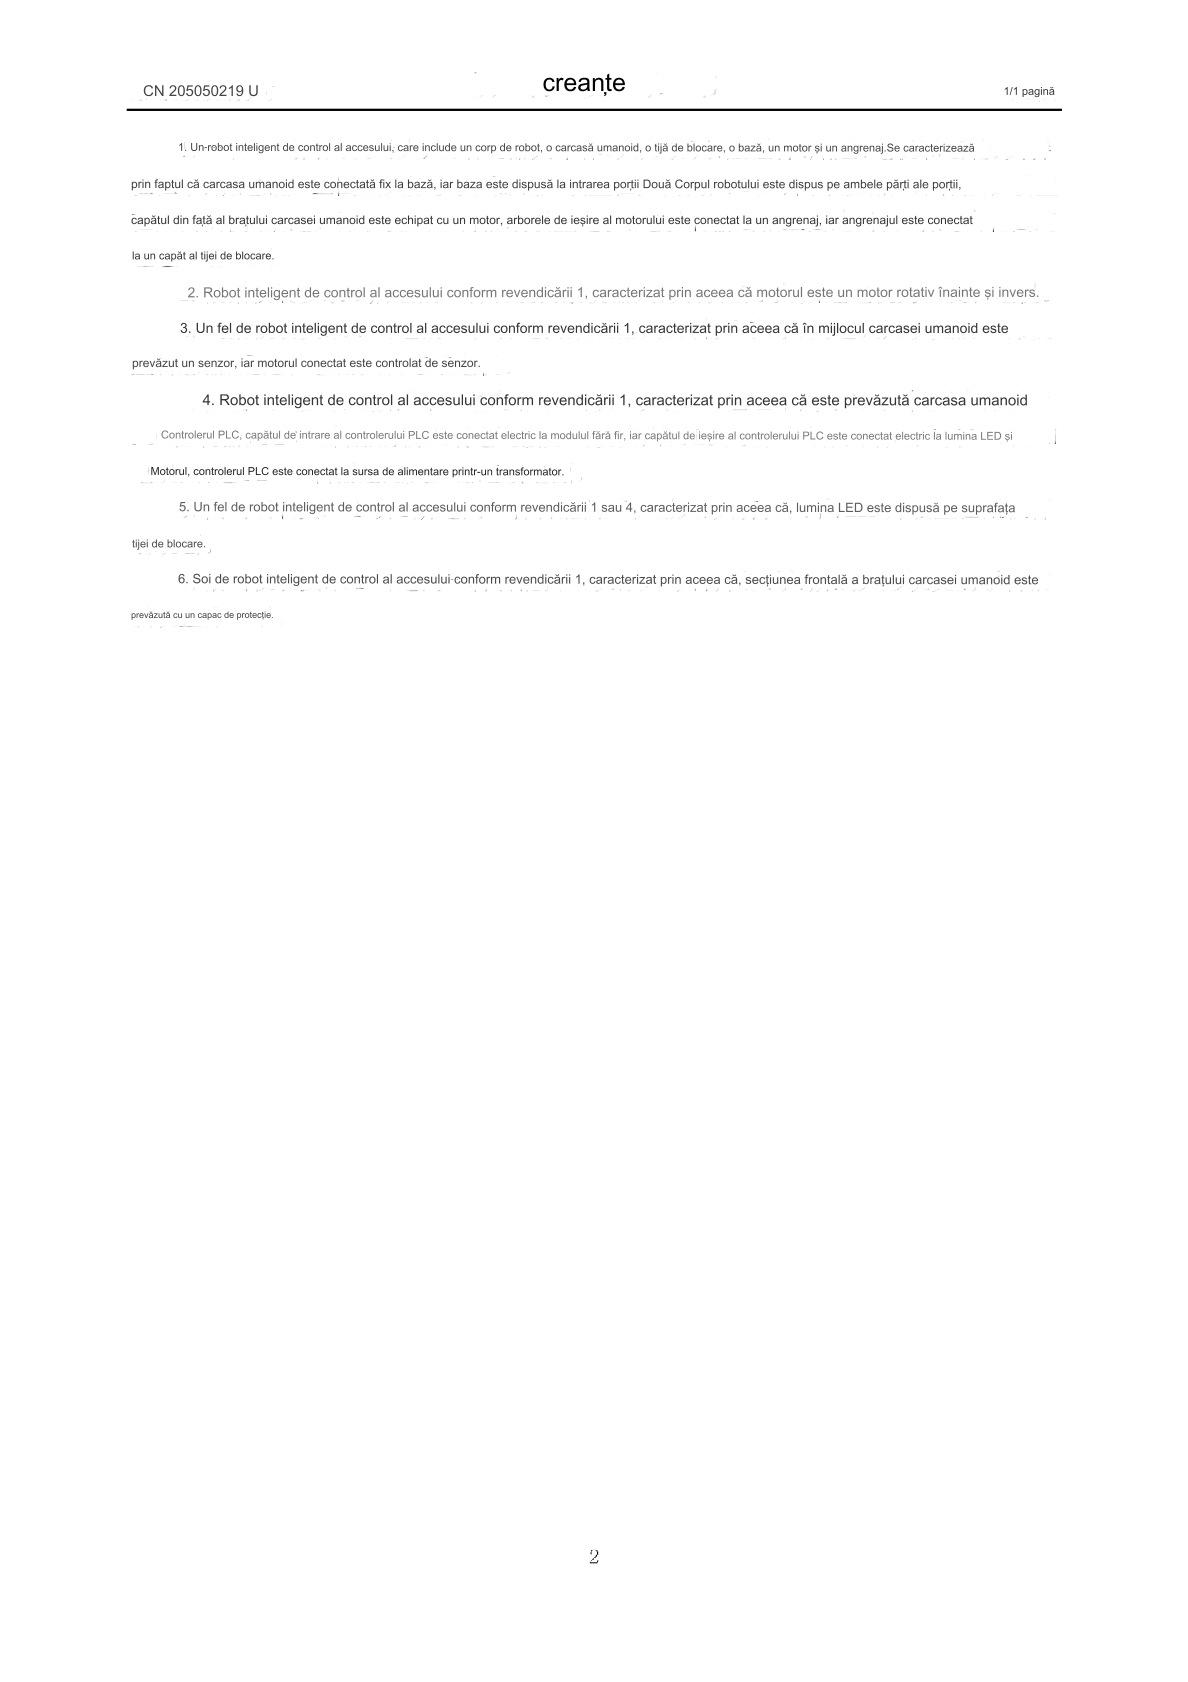 CN 205050219 U
creanțe
1/1 pagină
1. Un robot inteligent de control al accesului, care include un corp de robot, o carcasă umanoid, o tijă de blocare, o bază, un motor și un angrenaj.Se caracterizează
prin faptul că carcasa umanoid este conectată fix la bază, iar baza este dispusă la intrarea porții Două Corpul robotului este dispus pe ambele părți ale porții,
capătul din față al brațului carcasei umanoid este echipat cu un motor, arborele de ieșire al motorului este conectat la un angrenaj, iar angrenajul este conectat
la un capăt al tijei de blocare.
2. Robot inteligent de control al accesului conform revendicării 1, caracterizat prin aceea că motorul este un motor rotativ înainte și invers.
3. Un fel de robot inteligent de control al accesului conform revendicării 1, caracterizat prin aceea că în mijlocul carcasei umanoid este
prevăzut un senzor, iar motorul conectat este controlat de senzor.
4. Robot inteligent de control al accesului conform revendicării 1, caracterizat prin aceea că este prevăzută carcasa umanoid
Controlerul PLC, capătul de intrare al controlerului PLC este conectat electric la modulul fără fir, iar capătul de ieșire al controlerului PLC este conectat electric la lumina LED și
Motorul, controlerul PLC este conectat la sursa de alimentare printr-un transformator.
5. Un fel de robot inteligent de control al accesului conform revendicării 1 sau 4, caracterizat prin aceea că, lumina LED este dispusă pe suprafața
tijei de blocare.
6. Soi de robot inteligent de control al accesului conform revendicării 1, caracterizat prin aceea că, secțiunea frontală a brațului carcasei umanoid este
prevăzută cu un capac de protecție.
2